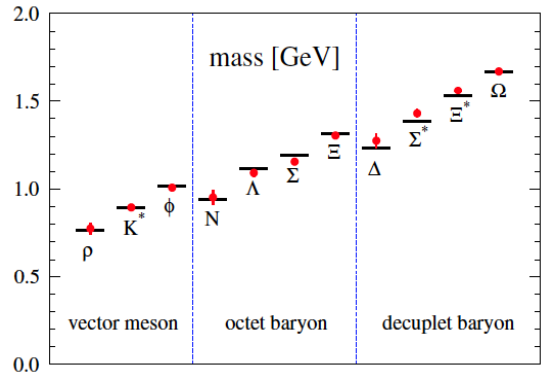 2.0
mass [GeV]
1.5
1.0
0.5
0.0
ρ
K*
ϕ
N
Λ
Σ
Ξ
Δ
Σ*
Ξ*
Ω
vector meson
octet baryon
decuplet baryon